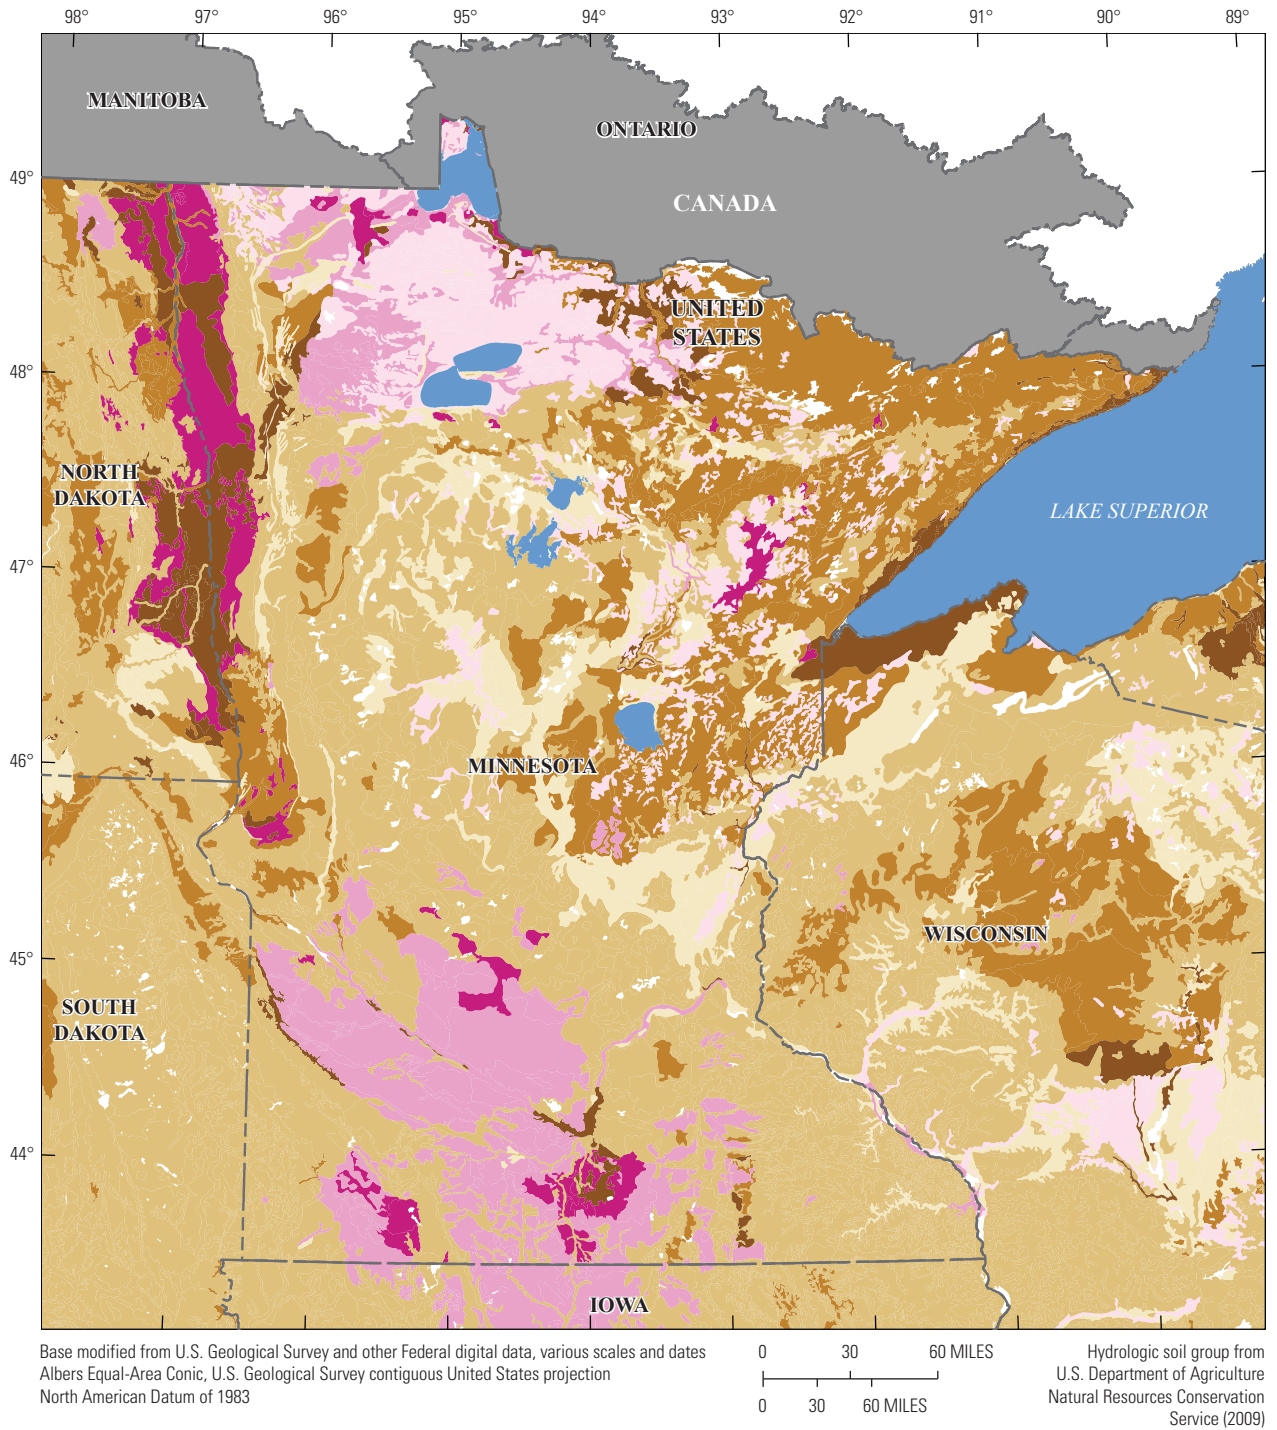 98° 97° 96° 95° 94° 93° 92° 91° 90° 89°
MANITOBA
ONTARIO
49°
CANADA
UNITED
STATES
48°
NORTH
DAKOTA
LAKE SUPERIOR
47°
46°
MINNESOTA
WISCONSIN
45°
SOUTH
DAKOTA
44°
IOWA
Base modified from U.S. Geological Survey and other Federal digital data, various scales and dates
Albers Equal-Area Conic, U.S. Geological Survey contiguous United States projection
North American Datum of 1983
0 30 60 MILES
0 30 60 MILES
Hydrologic soil group from
U.S. Department of Agriculture
Natural Resources Conservation
Service (2009)